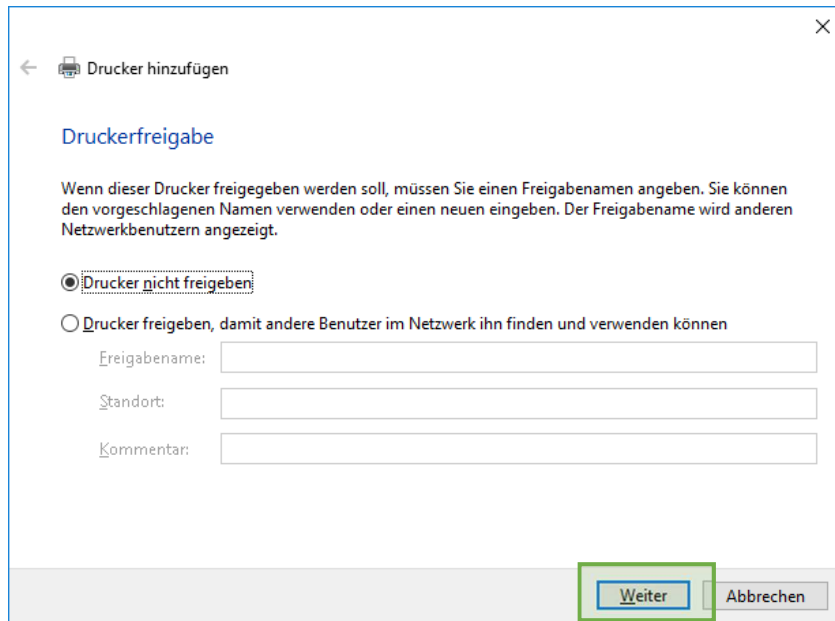 Drucker hinzufügen
Druckerfreigabe
Wenn dieser Drucker freigegeben werden soll, müssen Sie einen Freigabenamen angeben. Sie können
den vorgeschlagenen Namen verwenden oder einen neuen eingeben. Der Freigabename wird anderen
Netzwerkbenutzern angezeigt.
Drucker nicht freigeben
Drucker freigeben, damit andere Benutzer im Netzwerk ihn finden und verwenden können
Freigabename:
Standort:
Kommentar:
Weiter Abbrechen